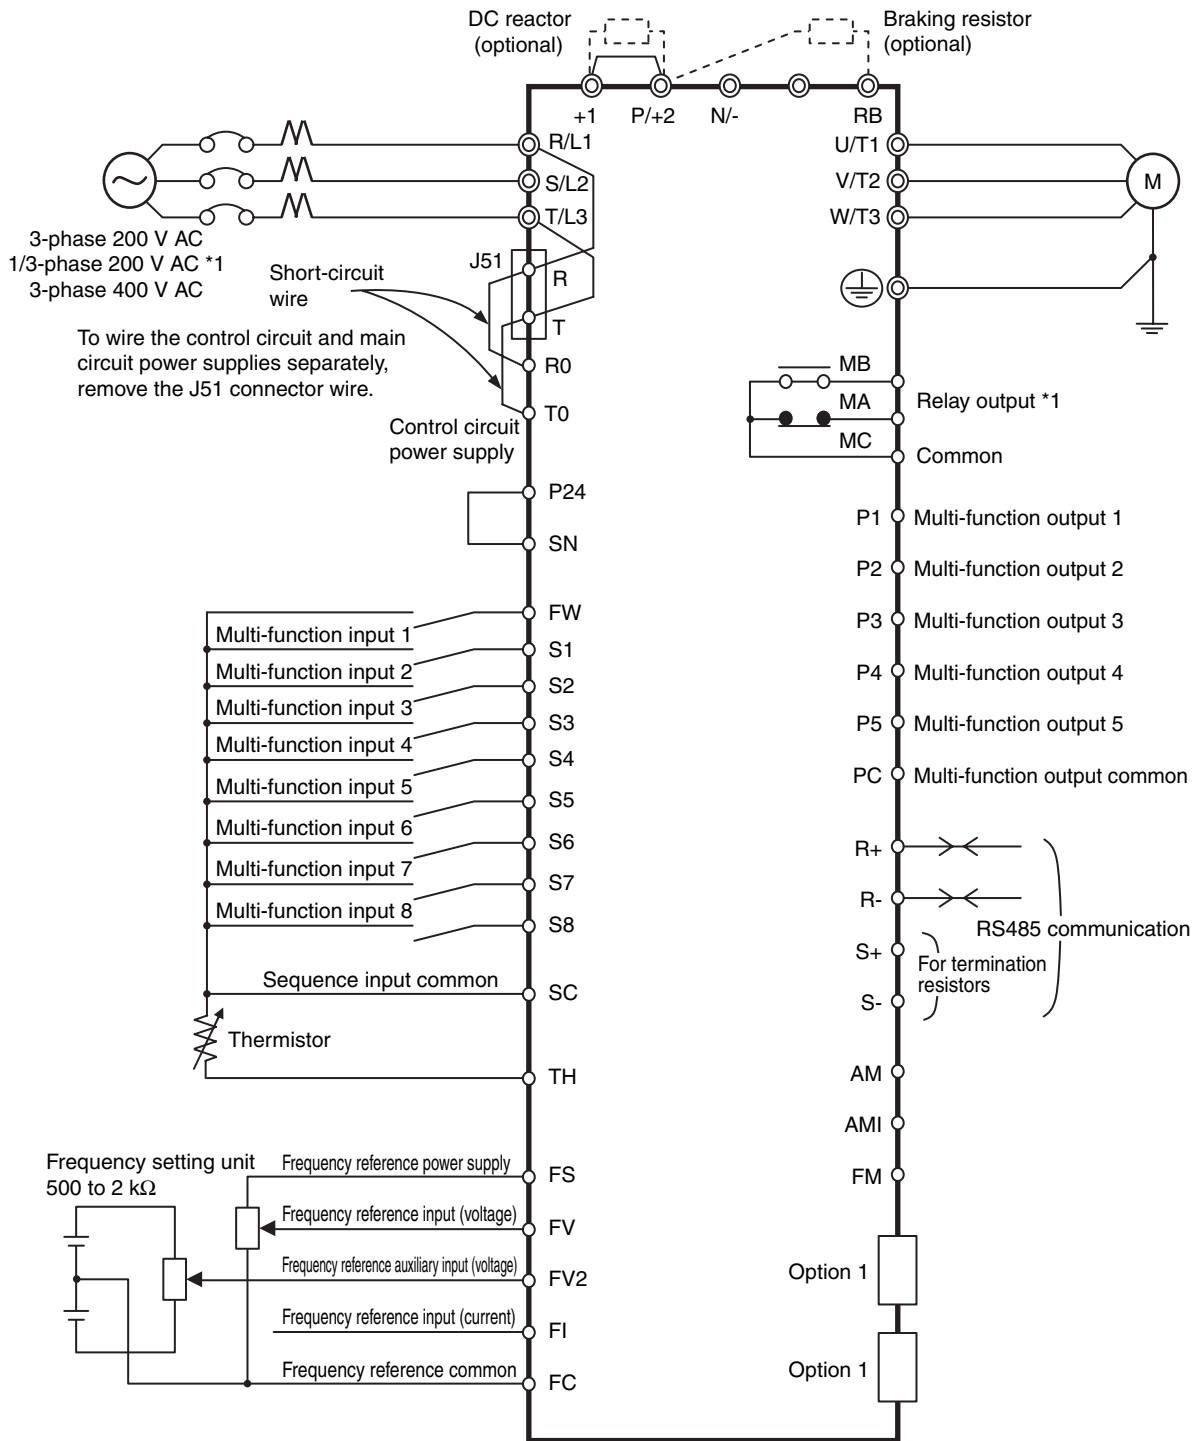 DC reactor
(optional)
Braking resistor
(optional)
+1
P/+2
N/-
RB
R/L1
S/L2
T/L3
U/T1
V/T2
W/T3
M
3-phase 200 V AC
1/3-phase 200 V AC *1
3-phase 400 V AC
Short-circuit
wire
J51
R
T
To wire the control circuit and main
circuit power supplies separately,
remove the J51 connector wire.
R0
T0
Control circuit
power supply
MB
MA
MC
Relay output *1
Common
P24
SN
P1
Multi-function output 1
P2
Multi-function output 2
P3
Multi-function output 3
P4
Multi-function output 4
P5
Multi-function output 5
PC
Multi-function output common
FW
Multi-function input 1
S1
Multi-function input 2
S2
Multi-function input 3
S3
Multi-function input 4
S4
Multi-function input 5
S5
Multi-function input 6
S6
Multi-function input 7
S7
Multi-function input 8
S8
Sequence input common
SC
Thermistor
TH
R+
R-
RS485 communication
S+
For termination
resistors
S-
AM
AMI
FM
Frequency setting unit
500 to 2 kΩ
Frequency reference power supply
FS
Frequency reference input (voltage)
FV
Frequency reference auxiliary input (voltage)
FV2
Frequency reference input (current)
FI
Frequency reference common
FC
Option 1
Option 1